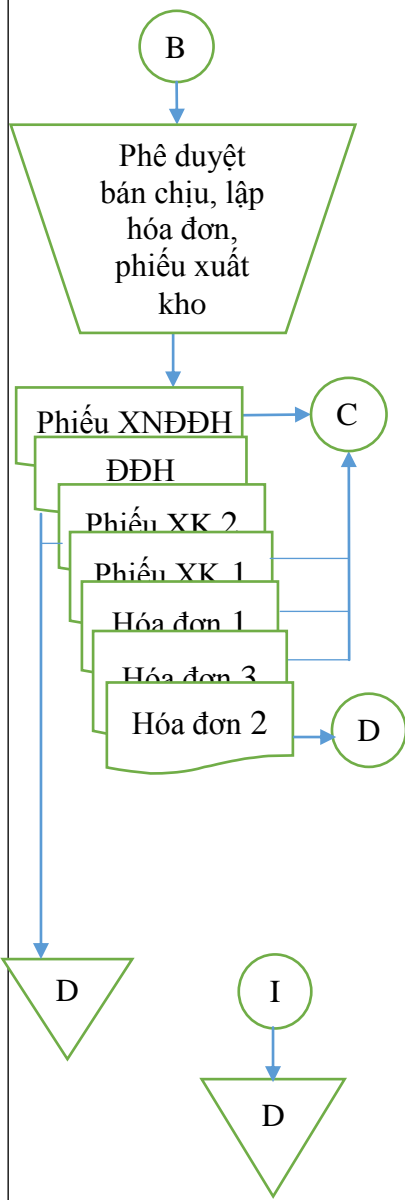 B
Phê duyệt
bán chịu, lập
hóa đơn,
phiếu xuất
kho
Phiếu XNĐĐH
C
ĐĐH
Phiếu XK 2
Phiếu XK 1
Hóa đơn 1
Hóa đơn 3
Hóa đơn 2
D
D
I
D